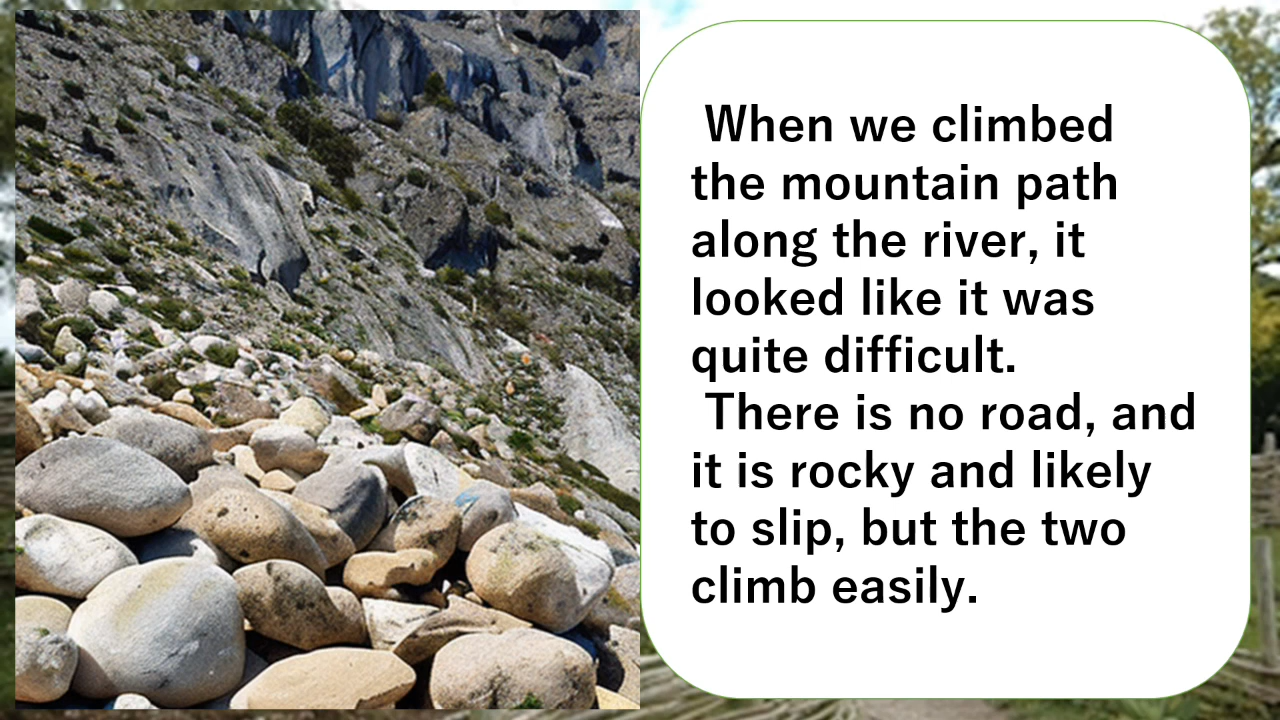 When we climbed
the mountain path
along the river, it
looked like it was
quite difficult.
There is no road, and
it is rocky and likely
to slip, but the two
climb easily.